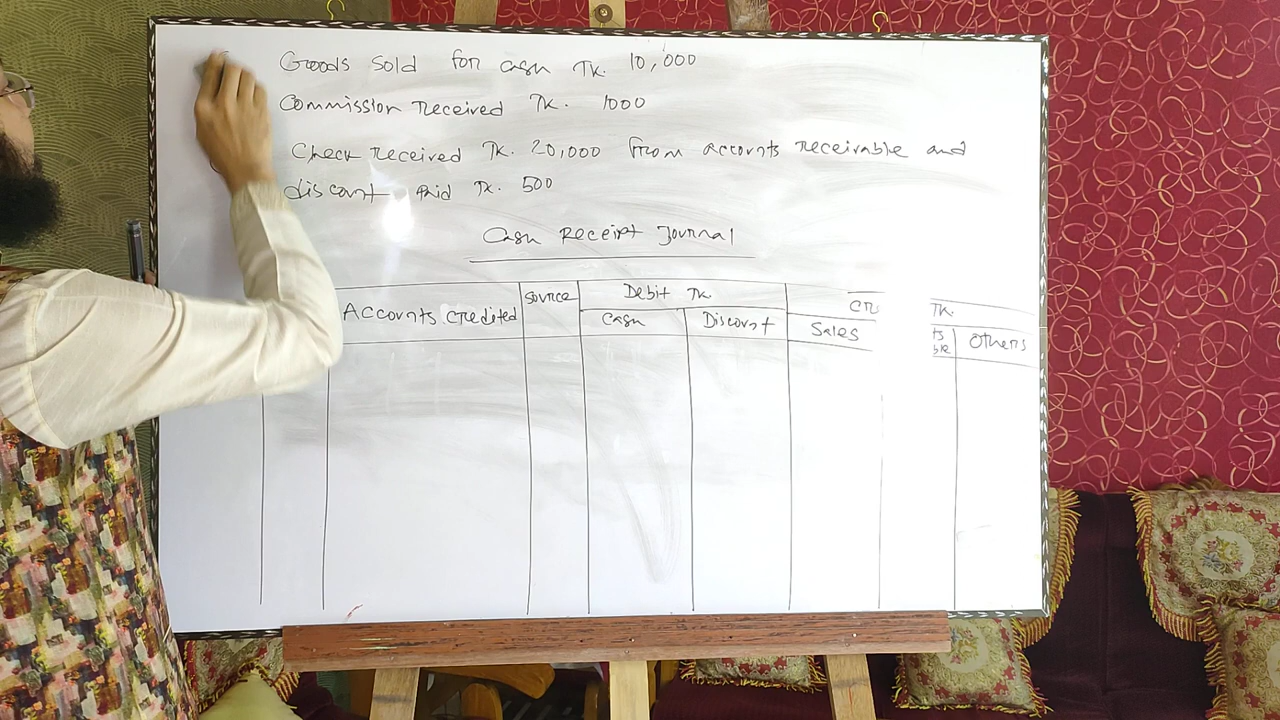 Goods sold for cash Tk. 10,000
Commission received Tk. 1000
Check received Tk. 20,000 from accounts receivable and
discount paid Tk. 500
Cash Receipt Journal
Accounts credited source Debit Tk. Tk.
Cash Discount Sales Others